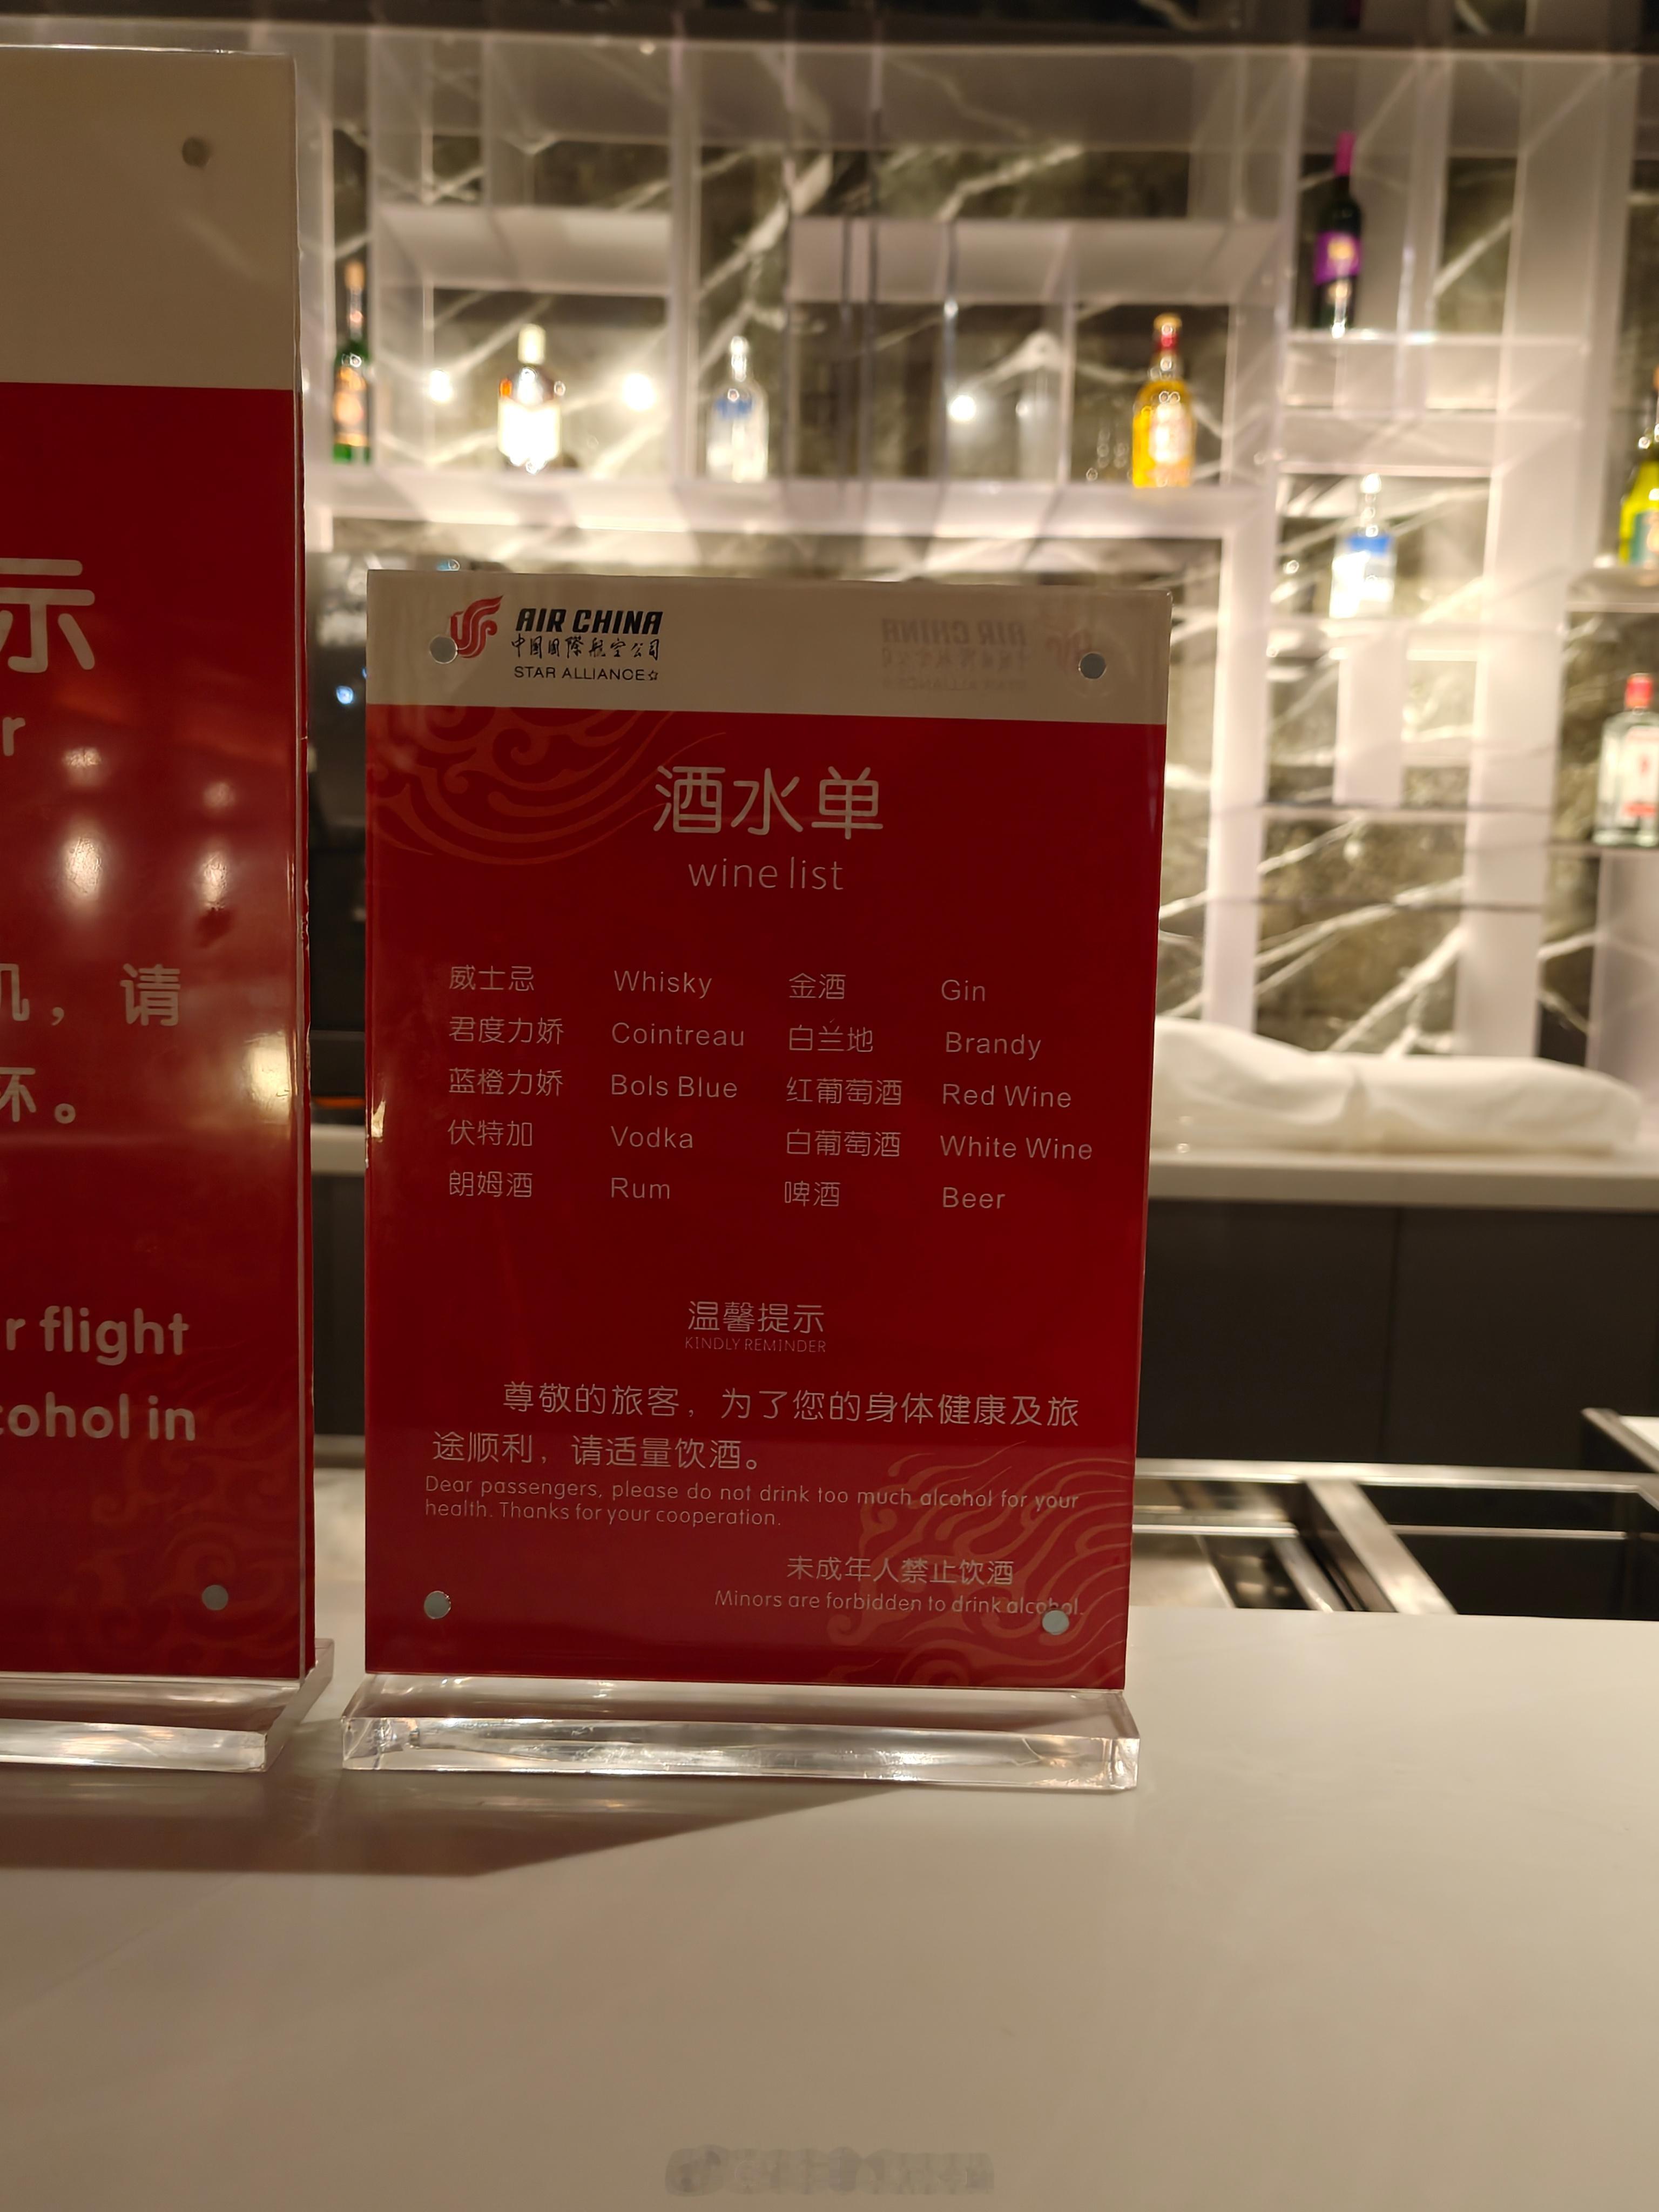 示
r
机，请
杯。
r flight
cohol in
AIR CHINA
中国国际航空公司
STAR ALLIANCE
酒水单
wine list
威士忌 Whisky 金酒 Gin
君度力娇 Cointreau 白兰地 Brandy
蓝橙力娇 Bols Blue 红葡萄酒 Red Wine
伏特加 Vodka 白葡萄酒 White Wine
朗姆酒 Rum 啤酒 Beer
温馨提示
KINDLY REMINDER
尊敬的旅客，为了您的身体健康及旅
途顺利，请适量饮酒。
Dear passengers, please do not drink too much alcohol for your
health. Thanks for your cooperation.
未成年人禁止饮酒
Minors are forbidden to drink alcohol.